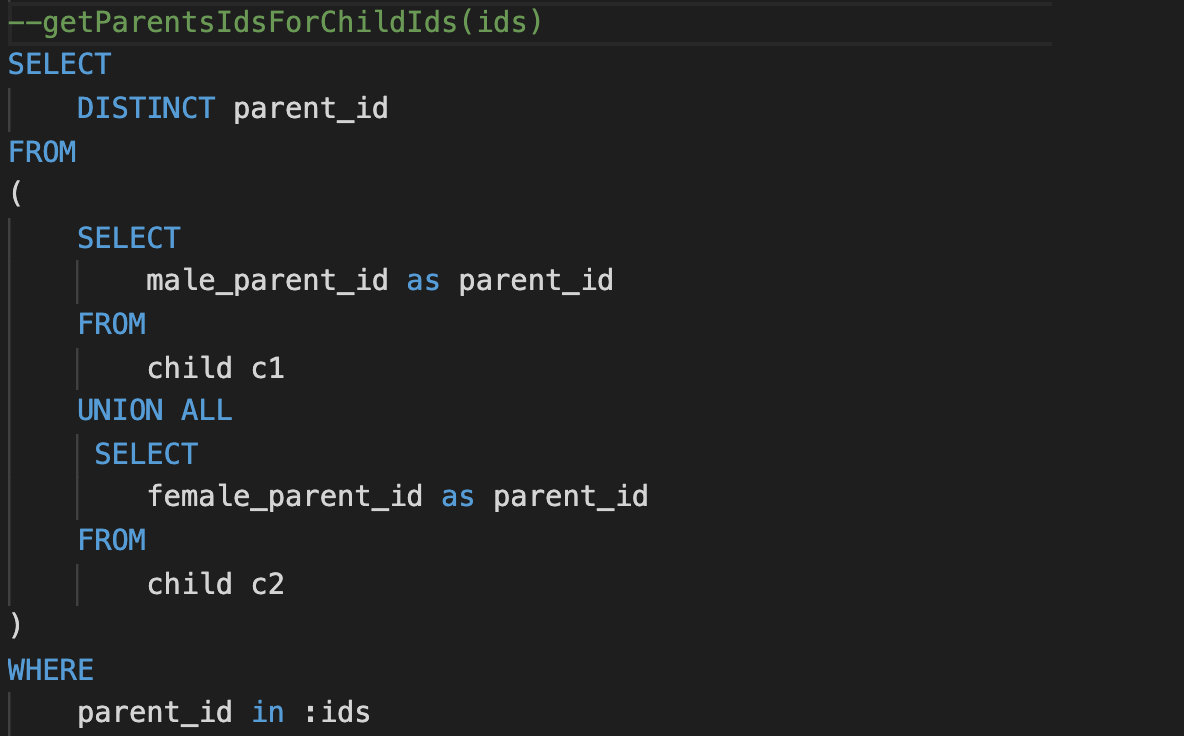 --getParentsIdsForChildIds(ids)
SELECT
    DISTINCT parent_id
FROM
(
    SELECT
        male_parent_id as parent_id
    FROM
        child c1
    UNION ALL
     SELECT
        female_parent_id as parent_id
    FROM
        child c2
)
WHERE
    parent_id in :ids